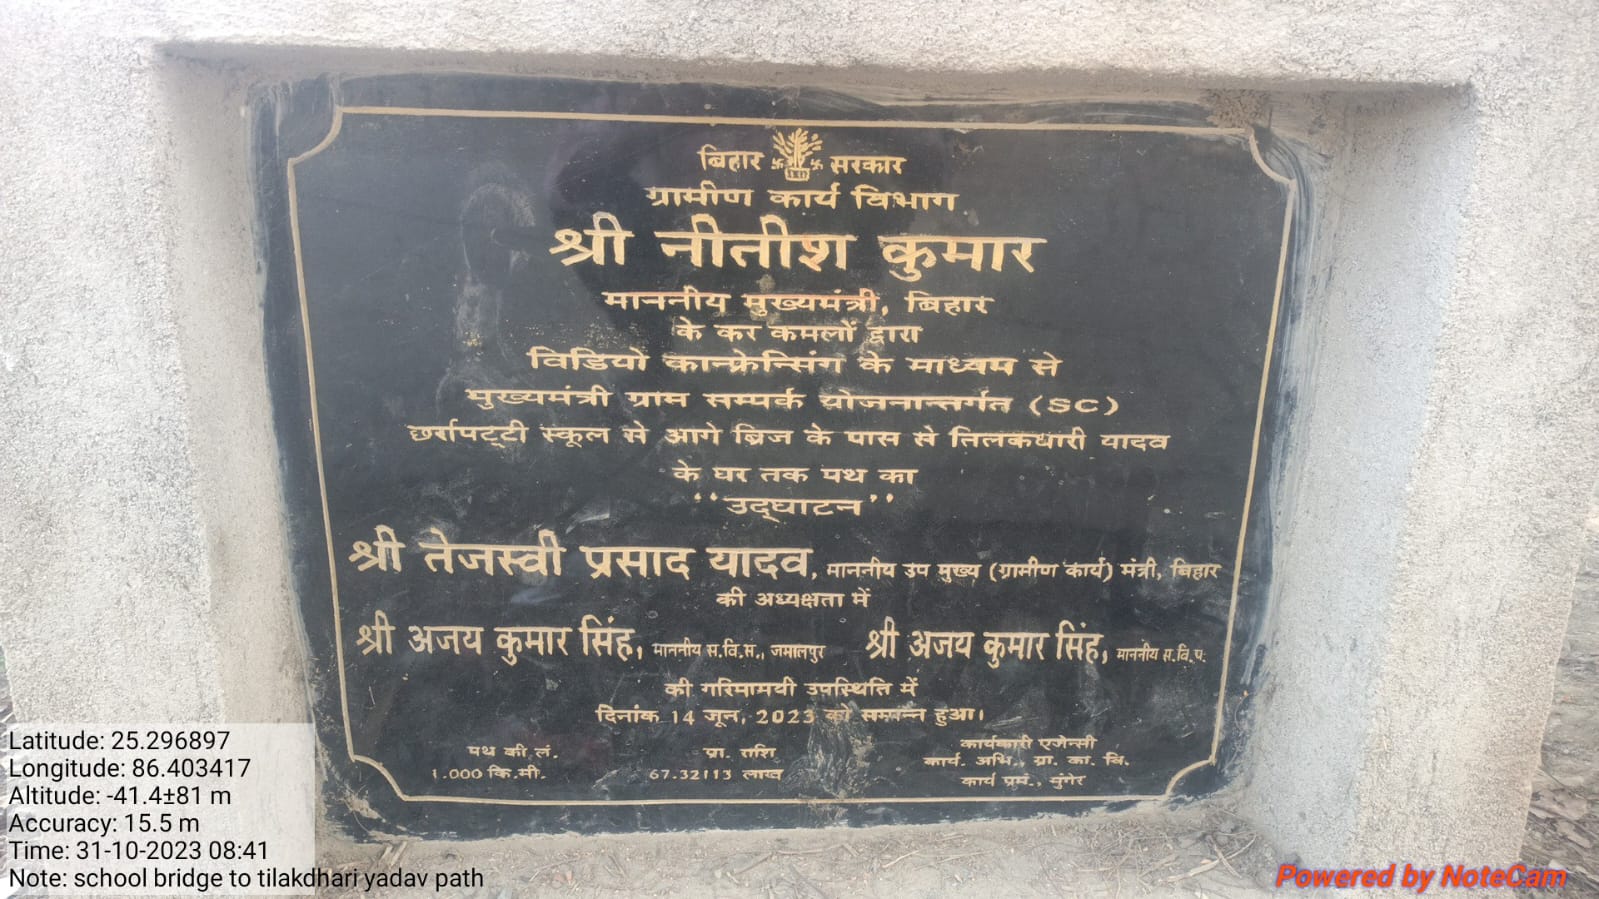 बिहार सरकार
ग्रामीण कार्य विभाग
श्री नीतीश कुमार
माननीय मुख्यमंत्री, बिहार
के कर कमलों द्वारा
विडियो कान्फ्रेन्सिंग के माध्यम से
मुख्यमंत्री ग्राम सम्पर्क योजनान्तर्गत (SC)
छर्रापट्टी स्कूल से आगे ब्रिज के पास से तिलकधारी यादव
के घर तक पथ का
"उद्घाटन"
श्री तेजस्वी प्रसाद यादव, माननीय उप मुख्य (ग्रामीण कार्य) मंत्री, बिहार
की अध्यक्षता में
श्री अजय कुमार सिंह, माननीय स.वि.स., जमालपुर श्री अजय कुमार सिंह, माननीय स.वि.प.
की गरिमामयी उपस्थिति में
दिनांक 14 जून, 2023 को सम्पन्न हुआ।
पथ की लं. प्रा. राशि कार्यकारी एजेन्सी
1.000 कि.मी. 67.32113 लाख कार्य. अभि., ग्रा. का. वि.
कार्य प्रमं., मुंगेर
Latitude: 25.296897
Longitude: 86.403417
Altitude: -41.4±81 m
Accuracy: 15.5 m
Time: 31-10-2023 08:41
Note: school bridge to tilakdhari yadav path
Powered by NoteCam